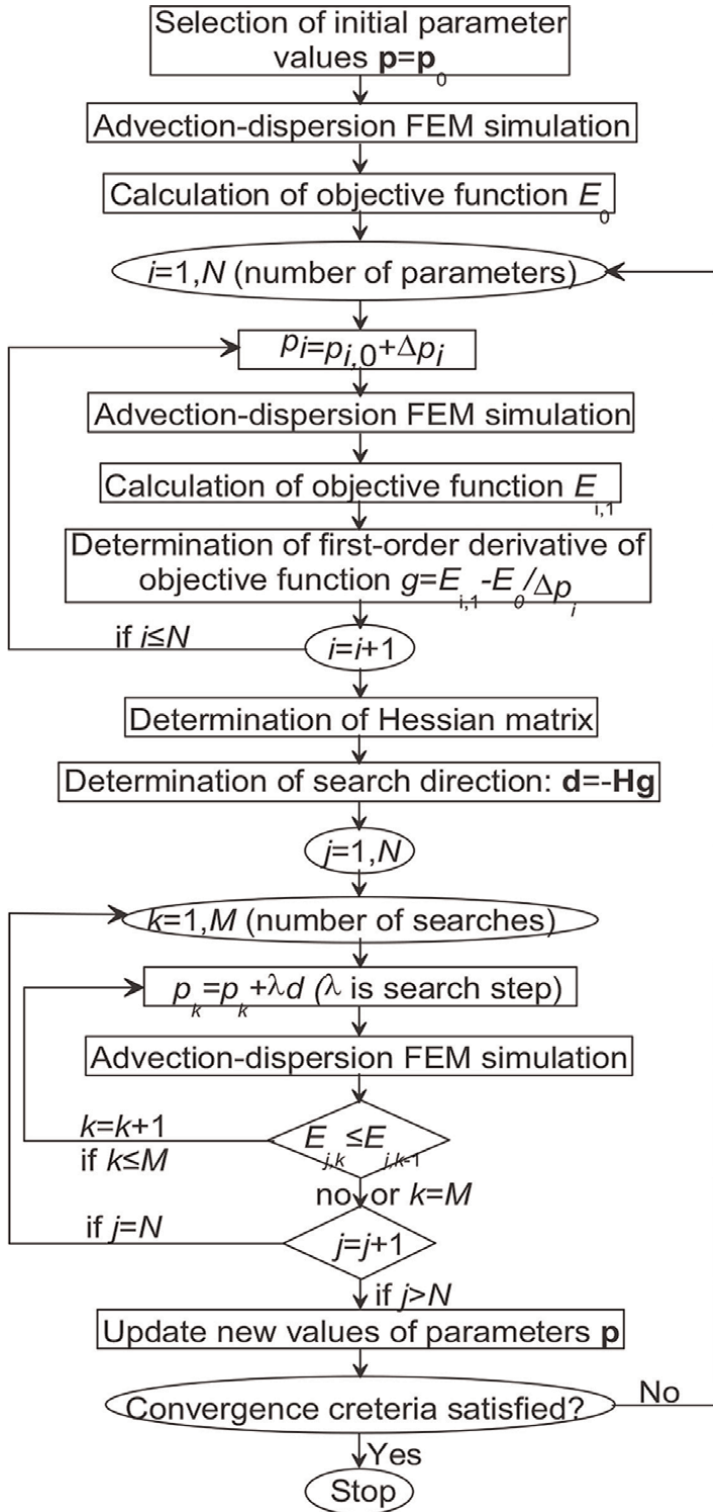 Selection of initial parameter
values p=p0
Advection-dispersion FEM simulation
Calculation of objective function E0
i=1,N (number of parameters)
pi=pi,0+Δpi
Advection-dispersion FEM simulation
Calculation of objective function Ei,1
Determination of first-order derivative of
objective function g=Ei,1-E0/Δpi
if i≤N
i=i+1
Determination of Hessian matrix
Determination of search direction: d=-Hg
j=1,N
k=1,M (number of searches)
pk=pk+λd (λ is search step)
Advection-dispersion FEM simulation
k=k+1
if k≤M
Ej,k≤Ej,k-1
no or k=M
if j=N
j=j+1
if j>N
Update new values of parameters p
Convergence creteria satisfied?
No
Yes
Stop